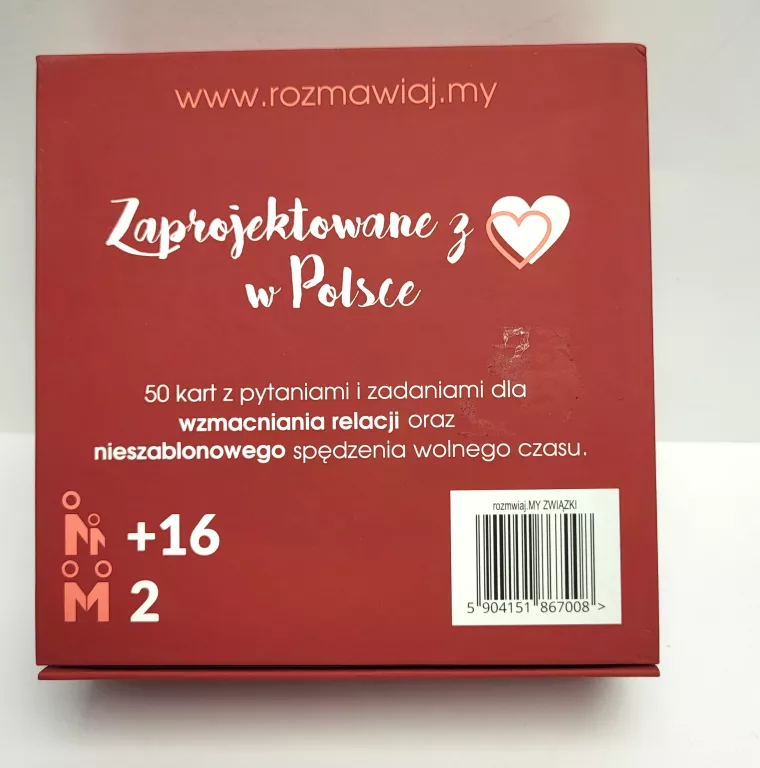 www.rozmawiaj.my
Zaprojektowane z
w Polsce
50 kart z pytaniami i zadaniami dla
wzmacniania relacji oraz
nieszablonowego spędzenia wolnego czasu.
+16
2
rozmwiaj.MY ZWIĄZKI
5 904151 867008 >